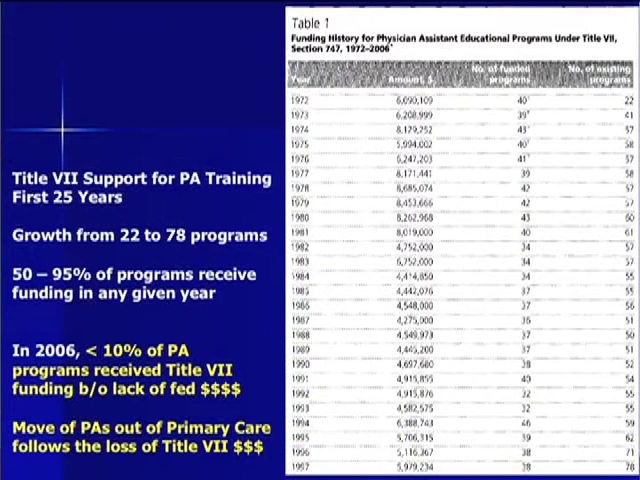 Title VII Support for PA Training
First 25 Years
Growth from 22 to 78 programs
50 – 95% of programs receive
funding in any given year
In 2006, < 10% of PA
programs received Title VII
funding b/o lack of fed $$$$
Move of PAs out of Primary Care
follows the loss of Title VII $$$
Table 1
Funding History for Physician Assistant Educational Programs Under Title VII,
Section 747, 1972–2006*
No. of funded No. of existing
Year Amount, $ programs programs
1972 6,090,109 40* 22
1973 6,208,999 39* 41
1974 8,129,252 43* 57
1975 5,994,002 40* 58
1976 6,247,203 41* 57
1977 8,171,441 39 58
1978 8,685,074 42 57
1979 8,453,666 42 57
1980 8,262,968 43 60
1981 8,019,000 40 61
1982 4,752,000 34 57
1983 6,752,000 34 57
1984 4,414,850 34 55
1985 4,442,076 37 55
1986 4,548,000 37 56
1987 4,275,000 36 51
1988 4,549,973 37 50
1989 4,445,200 37 51
1990 4,697,680 38 52
1991 4,915,855 40 54
1992 4,915,876 32 55
1993 4,582,575 32 55
1994 6,388,743 46 59
1995 5,706,315 39 62
1996 5,116,367 38 71
1997 5,979,234 38 78